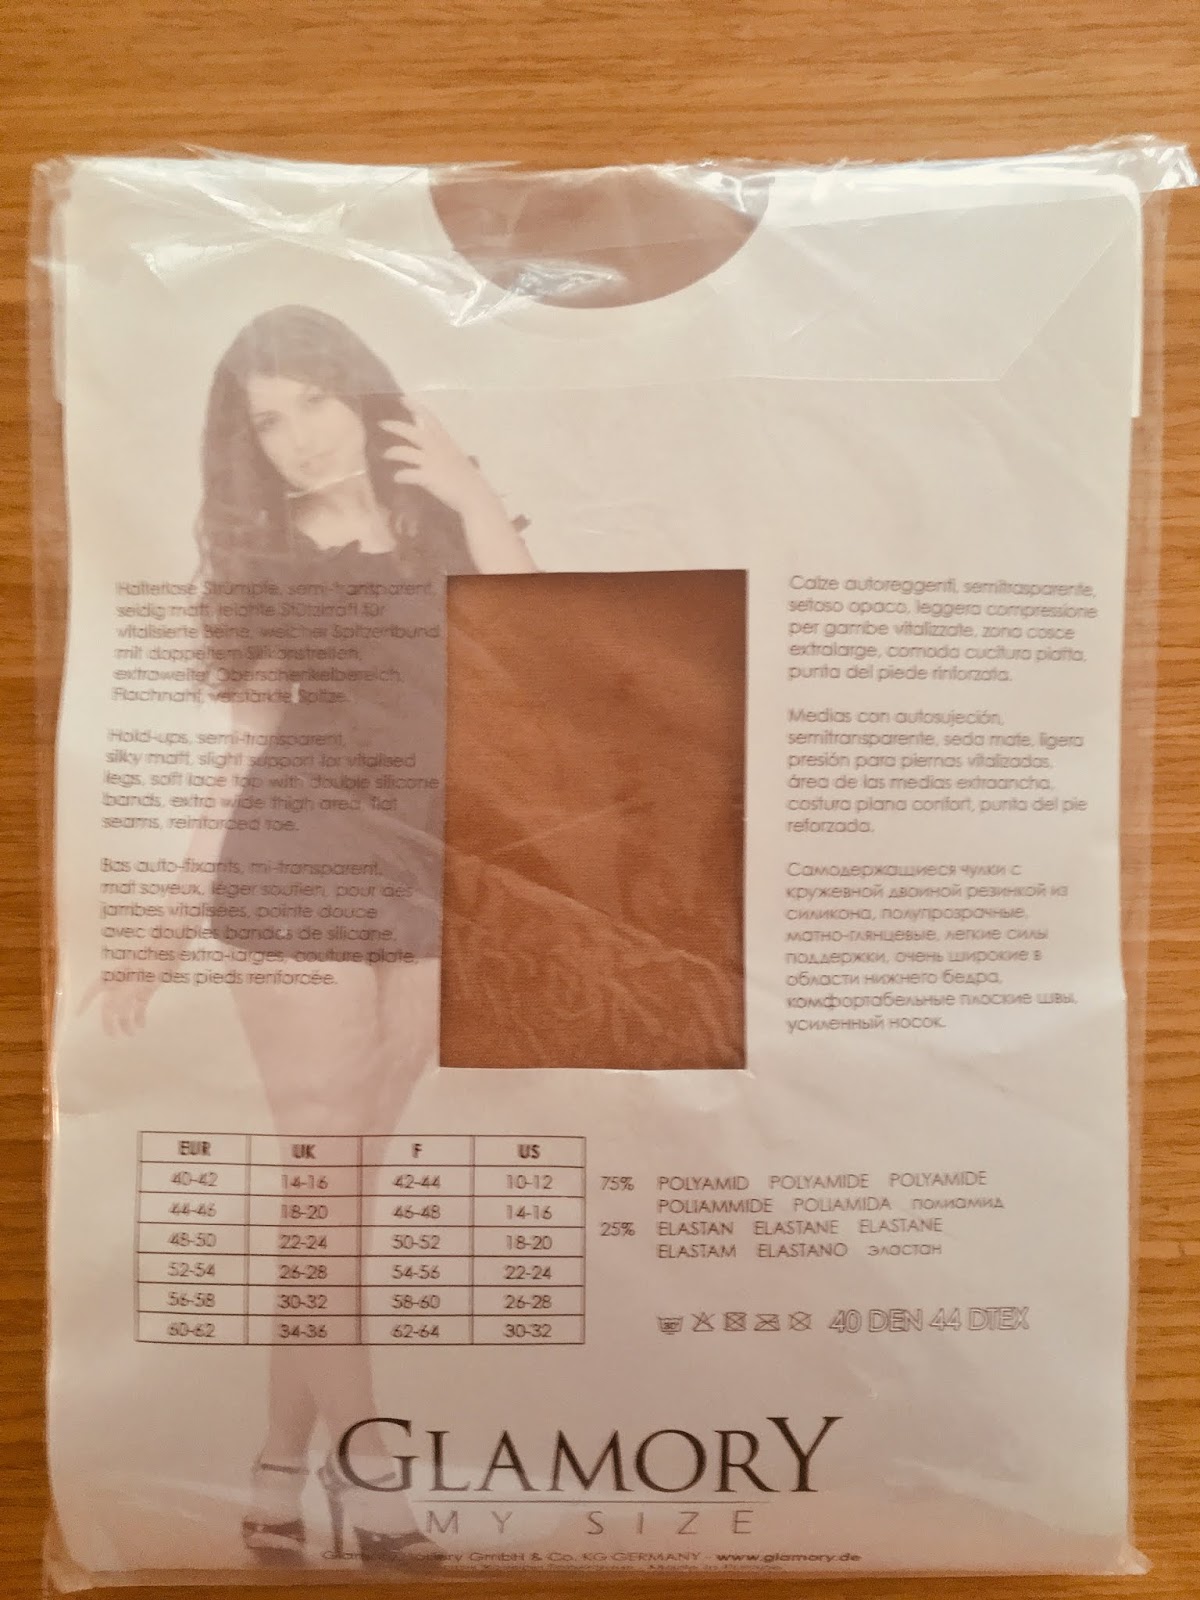 Halterlose Strümpfe, semi-transparent,
seidig matt, leichte Stützkraft für
vitalisierte Beine, weicher Spitzenbund
mit doppeltem Silikonstreifen,
extraweiter Oberschenkelbereich,
Flachnaht, verstärkte Spitze.
Hold-ups, semi-transparent,
silky matt, slight support for vitalised
legs, soft lace top with double silicone
bands, extra wide thigh area, flat
seams, reinforced toe.
Bas auto-fixants, mi-transparent,
mat soyeux, léger soutien, pour des
jambes vitalisées, pointe douce
avec doubles bandes de silicone,
hanches extra-larges, couture plate,
pointe des pieds renforcée.
Calze autoreggenti, semitrasparente,
setoso opaco, leggera compressione
per gambe vitalizzate, zona cosce
extralarge, comoda cucitura piatta,
punta del piede rinforzata.
Medias con autosujeción,
semitransparente, seda mate, ligera
presión para piernas vitalizadas,
área de las medias extraancha,
costura plana confort, punta del pie
reforzada.
Самодержащиеся чулки с
кружевной двоиной резинкой из
силикона, полупрозрачные,
матно-глянцевые, легкие силы
поддержки, очень широкие в
области нижнего бедра,
комфортабельные плоские швы,
усиленный носок.
EUR UK F US
40-42 14-16 42-44 10-12
44-46 18-20 46-48 14-16
48-50 22-24 50-52 18-20
52-54 26-28 54-56 22-24
56-58 30-32 58-60 26-28
60-62 34-36 62-64 30-32
75% POLYAMID POLYAMIDE POLYAMIDE
POLIAMMIDE POLIAMIDA полиамид
25% ELASTAN ELASTANE ELASTANE
ELASTAM ELASTANO эластан
30° 40 DEN 44 DTEX
GLAMORY
MY SIZE
GmbH & Co. KG GERMANY - www.glamory.de